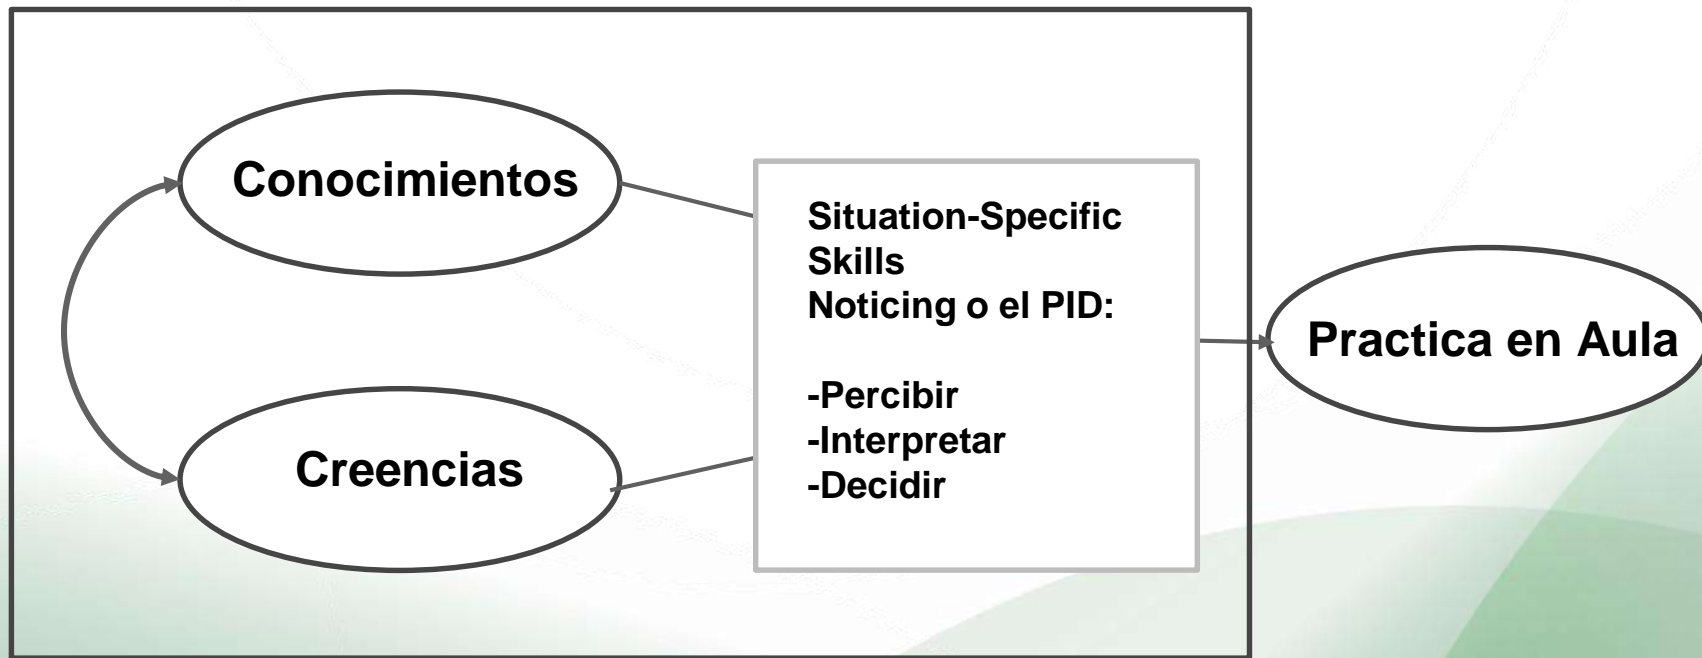 Conocimientos
Creencias
Situation-Specific
Skills
Noticing o el PID:
-Percibir
-Interpretar
-Decidir
Practica en Aula